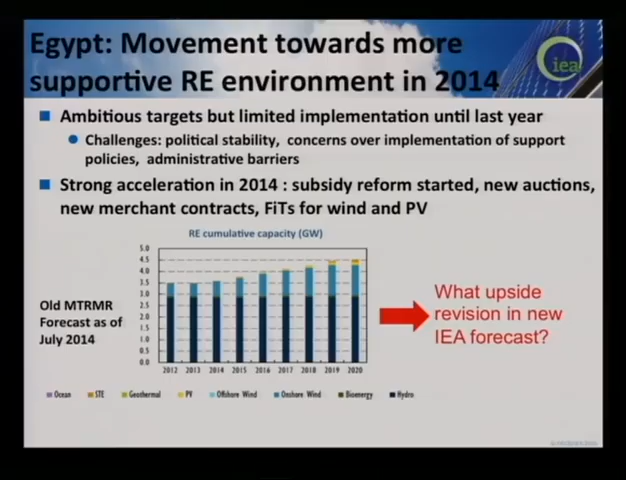 Egypt: Movement towards more
supportive RE environment in 2014
iea
Ambitious targets but limited implementation until last year
Challenges: political stability, concerns over implementation of support
policies, administrative barriers
Strong acceleration in 2014 : subsidy reform started, new auctions,
new merchant contracts, FiTs for wind and PV
RE cumulative capacity (GW)
5.0
4.5
4.0
3.5
3.0
2.5
2.0
1.5
1.0
0.5
0.0
2012 2013 2014 2015 2016 2017 2018 2019 2020
Old MTRMR
Forecast as of
July 2014
What upside
revision in new
IEA forecast?
Ocean STE Geothermal PV Offshore Wind Onshore Wind Bioenergy Hydro